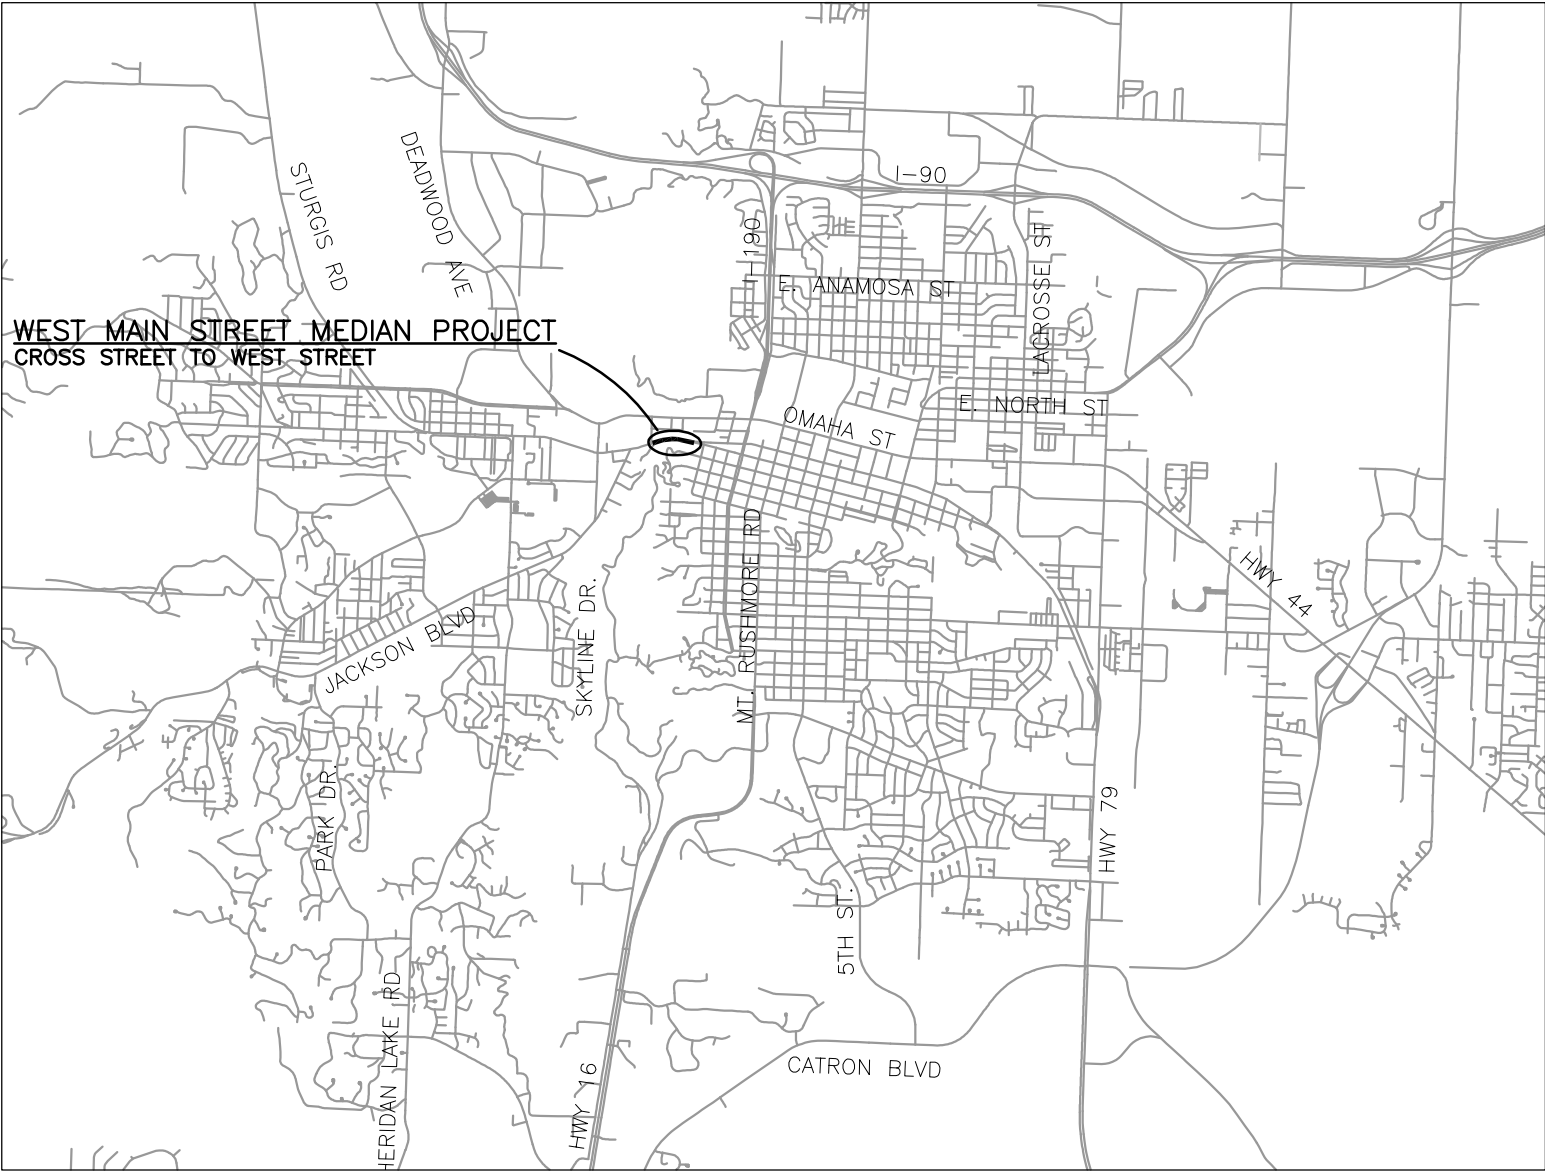 DEADWOOD AVE
STURGIS RD
I-90
I-190
LACROSSE ST
E. ANAMOSA ST
WEST MAIN STREET MEDIAN PROJECT
CROSS STREET TO WEST STREET
E. NORTH ST
OMAHA ST
MT. RUSHMORE RD
HWY 44
SKYLINE DR.
JACKSON BLVD
PARK DR.
HWY 79
5TH ST.
HERIDAN LAKE RD
HWY 16
CATRON BLVD